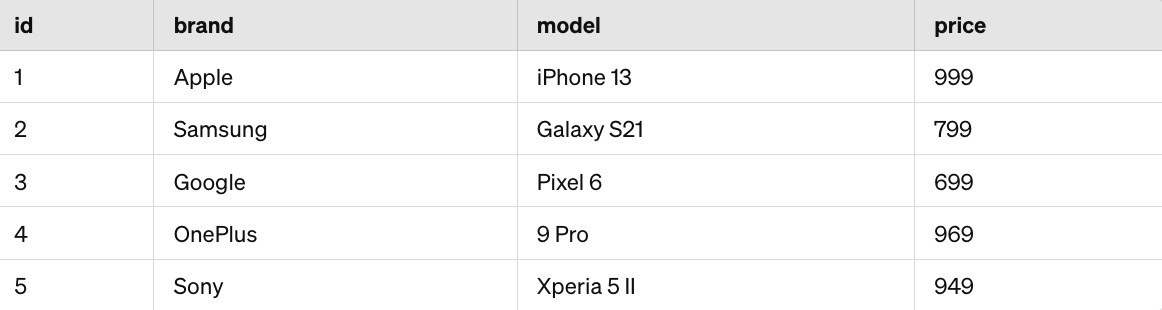 id brand model price
1 Apple iPhone 13 999
2 Samsung Galaxy S21 799
3 Google Pixel 6 699
4 OnePlus 9 Pro 969
5 Sony Xperia 5 II 949